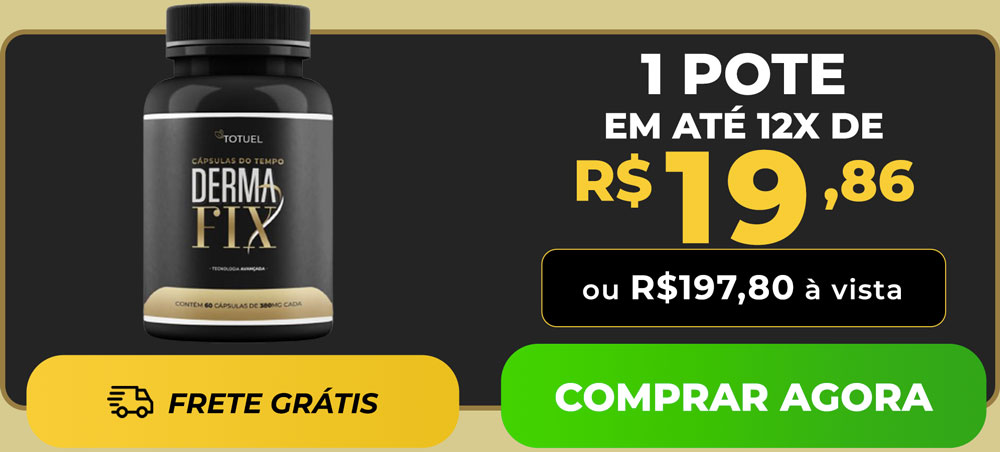 TOTUEL
CÁPSULAS DO TEMPO
DERMA
FIX
- TECNOLOGIA AVANÇADA -
CONTÉM 60 CÁPSULAS DE 380MG CADA
1 POTE
EM ATÉ 12X DE
R$19,86
ou R$197,80 à vista
FRETE GRÁTIS
COMPRAR AGORA